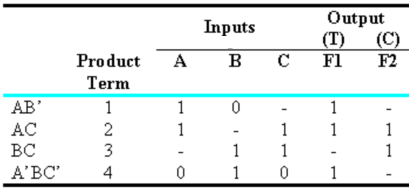 Inputs Output
(T) (C)
Product Term A B C F1 F2
AB’ 1 1 0 - 1 -
AC 2 1 - 1 1 1
BC 3 - 1 1 - 1
A’BC’ 4 0 1 0 1 -